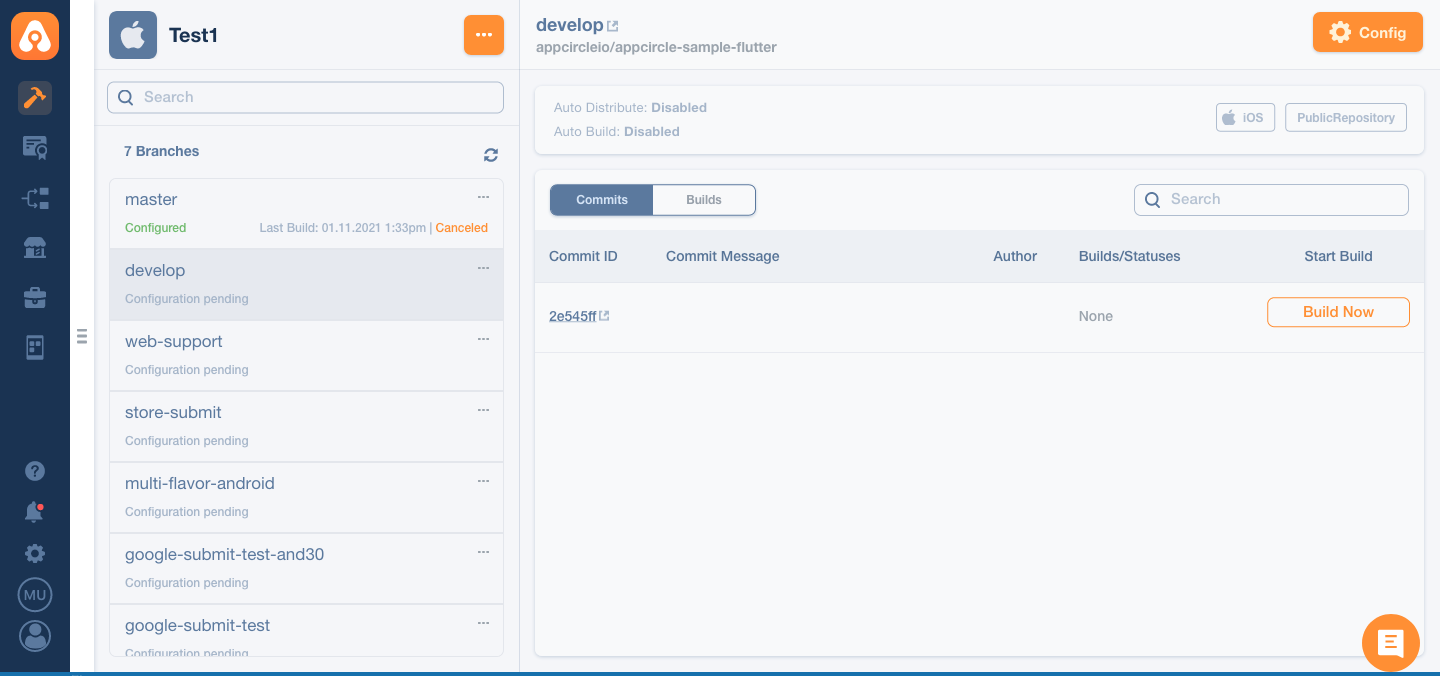 Test1
...
Search
7 Branches
master
...
Configured
Last Build: 01.11.2021 1:33pm | Canceled
develop
...
Configuration pending
web-support
...
Configuration pending
store-submit
...
Configuration pending
multi-flavor-android
...
Configuration pending
google-submit-test-and30
...
Configuration pending
google-submit-test
...
Configuration pending
MU
develop
appcircleio/appcircle-sample-flutter
Config
Auto Distribute: Disabled
Auto Build: Disabled
iOS
PublicRepository
Commits
Builds
Search
Commit ID
Commit Message
Author
Builds/Statuses
Start Build
2e545ff
None
Build Now